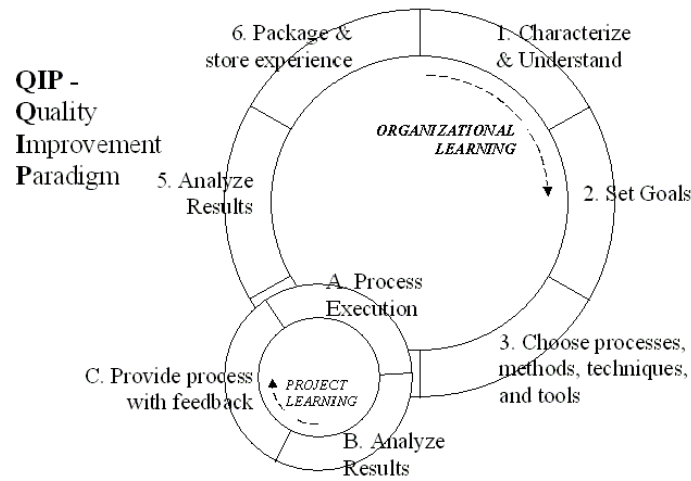 QIP -
Quality
Improvement
Paradigm
6. Package &
store experience
1. Characterize
& Understand
ORGANIZATIONAL
LEARNING
5. Analyze
Results
2. Set Goals
A. Process
Execution
3. Choose processes,
methods, techniques,
and tools
C. Provide process
with feedback
PROJECT
LEARNING
B. Analyze
Results